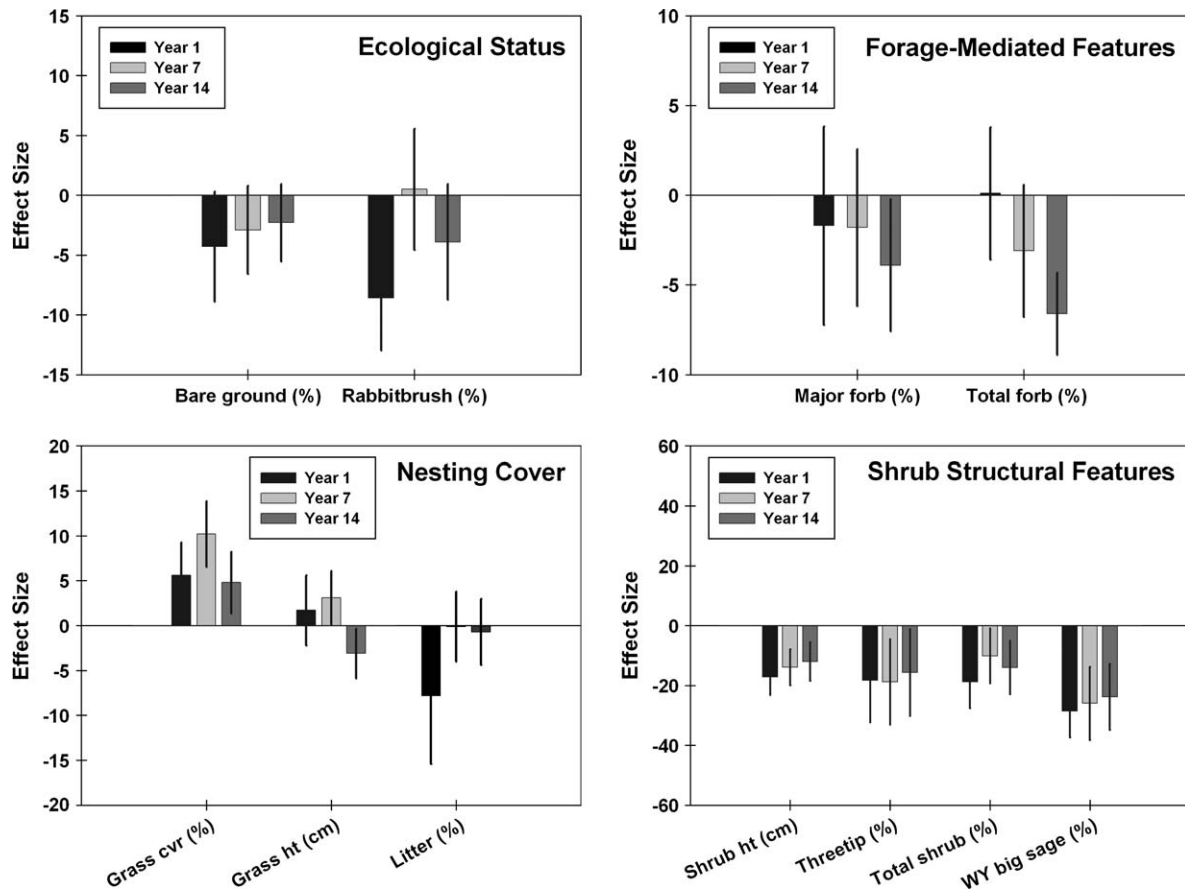 Ecological Status
Year 1
Year 7
Year 14
Effect Size
15
10
5
0
-5
-10
-15
Bare ground (%) Rabbitbrush (%)
Forage-Mediated Features
Year 1
Year 7
Year 14
Effect Size
10
5
0
-5
-10
Major forb (%) Total forb (%)
Nesting Cover
Year 1
Year 7
Year 14
Effect Size
20
15
10
5
0
-5
-10
-15
-20
Grass cvr (%)
Grass ht (cm)
Litter (%)
Shrub Structural Features
Year 1
Year 7
Year 14
Effect Size
60
40
20
0
-20
-40
-60
Shrub ht (cm)
Threetip (%)
Total shrub (%)
WY big sage (%)